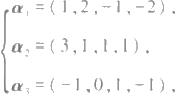 α₁ = (1, 2, -1, -2),
α₂ = (3, 1, 1, 1),
α₃ = (-1, 0, 1, -1),